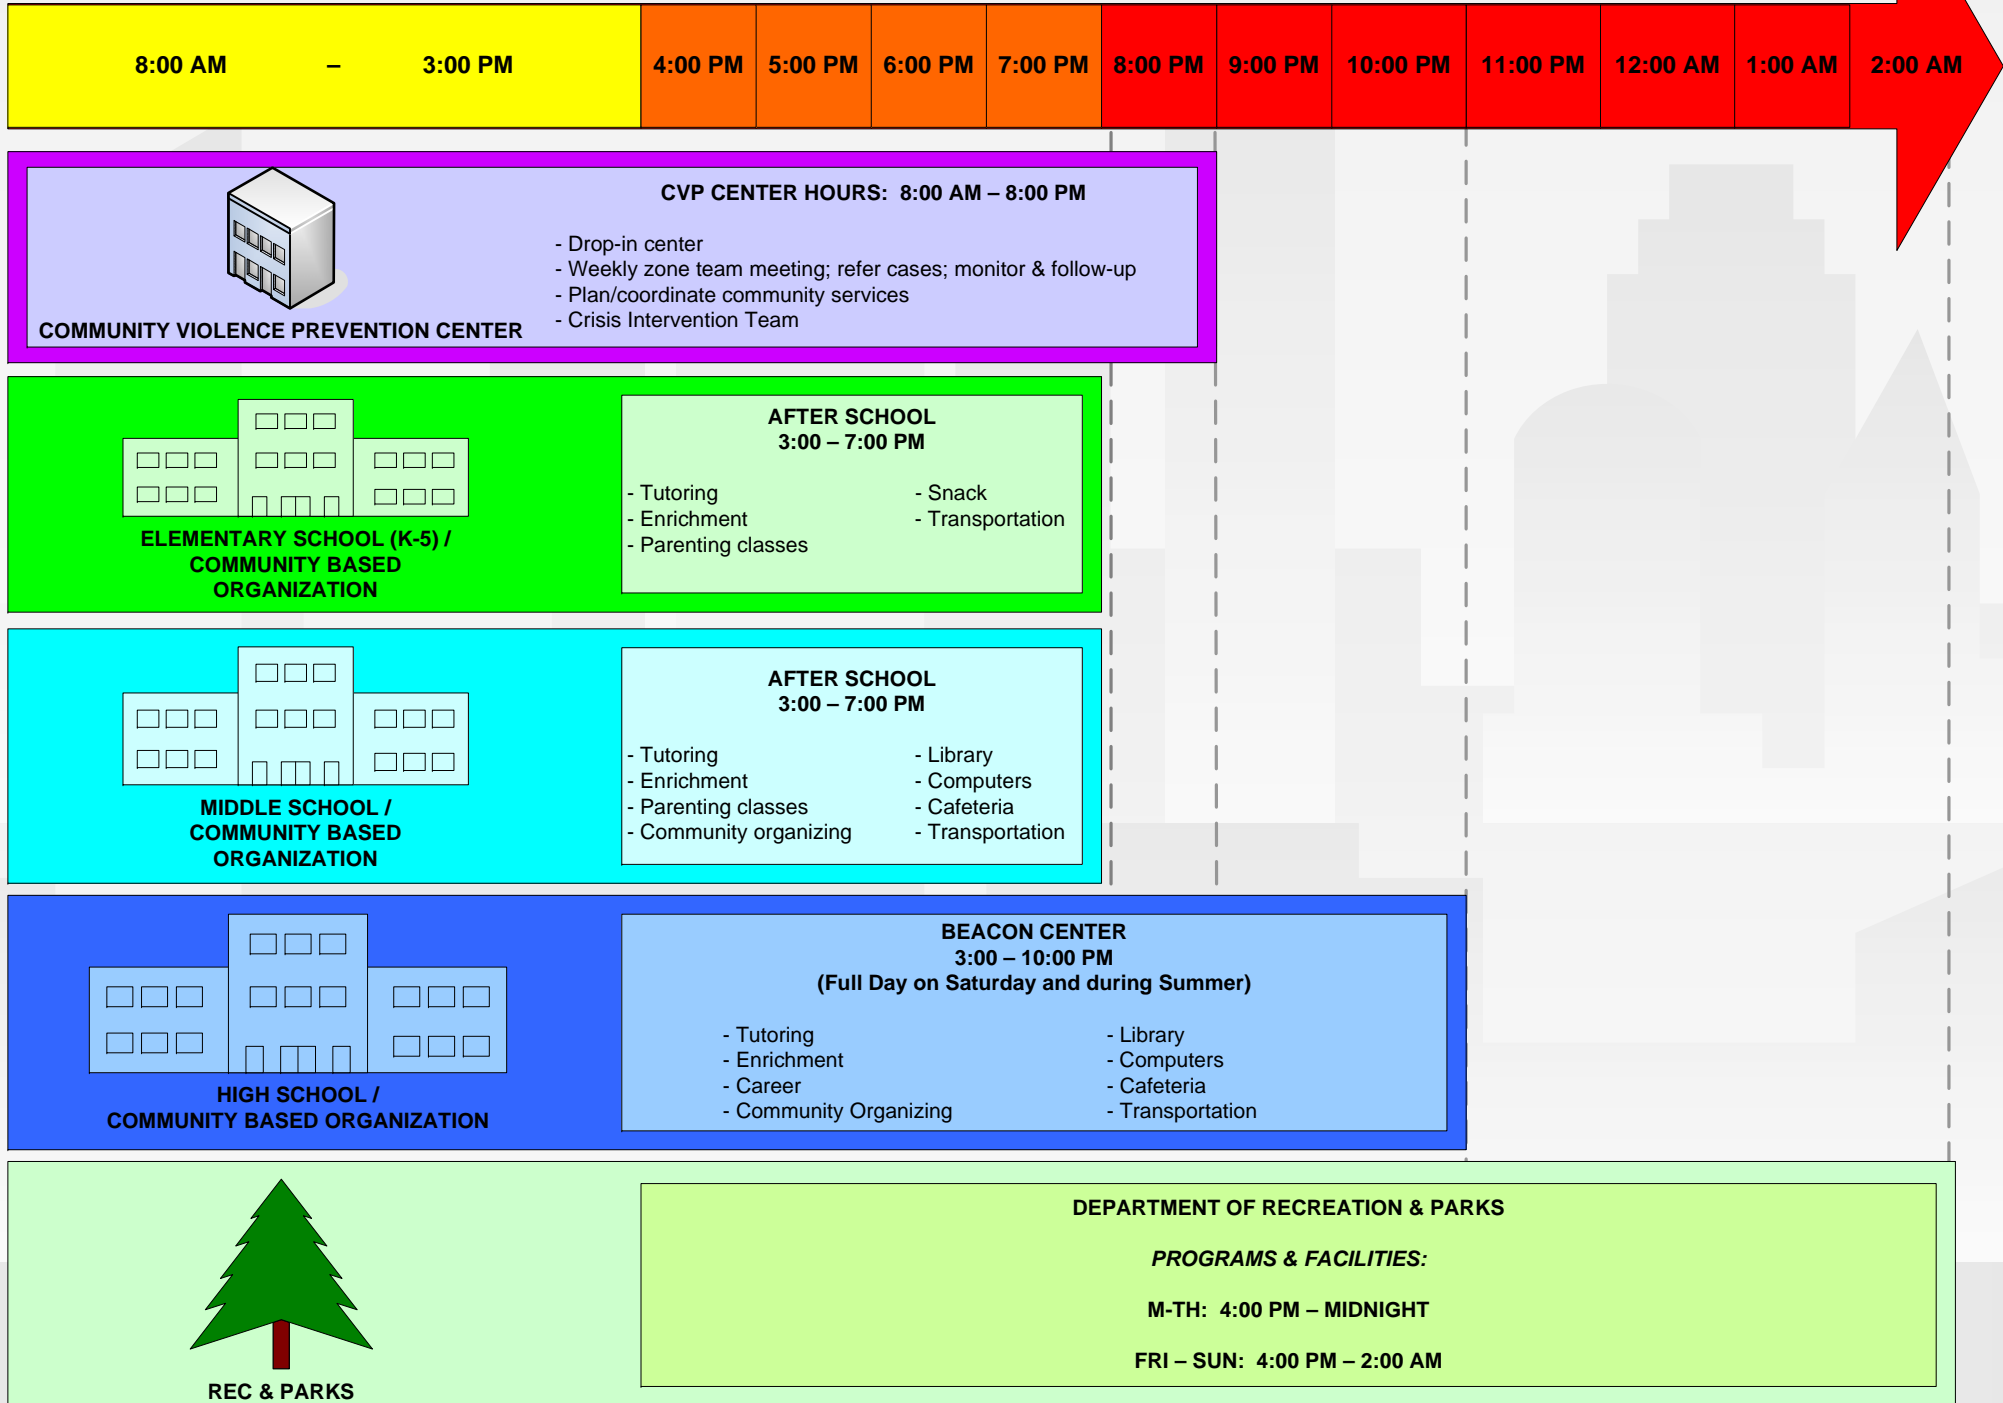 8:00 AM – 3:00 PM 4:00 PM 5:00 PM 6:00 PM 7:00 PM 8:00 PM 9:00 PM 10:00 PM 11:00 PM 12:00 AM 1:00 AM 2:00 AM
COMMUNITY VIOLENCE PREVENTION CENTER
CVP CENTER HOURS: 8:00 AM – 8:00 PM
- Drop-in center
- Weekly zone team meeting; refer cases; monitor & follow-up
- Plan/coordinate community services
- Crisis Intervention Team
ELEMENTARY SCHOOL (K-5) /
COMMUNITY BASED
ORGANIZATION
AFTER SCHOOL
3:00 – 7:00 PM
- Tutoring
- Enrichment
- Parenting classes
- Snack
- Transportation
MIDDLE SCHOOL /
COMMUNITY BASED
ORGANIZATION
AFTER SCHOOL
3:00 – 7:00 PM
- Tutoring
- Enrichment
- Parenting classes
- Community organizing
- Library
- Computers
- Cafeteria
- Transportation
HIGH SCHOOL /
COMMUNITY BASED ORGANIZATION
BEACON CENTER
3:00 – 10:00 PM
(Full Day on Saturday and during Summer)
- Tutoring
- Enrichment
- Career
- Community Organizing
- Library
- Computers
- Cafeteria
- Transportation
REC & PARKS
DEPARTMENT OF RECREATION & PARKS
PROGRAMS & FACILITIES:
M-TH: 4:00 PM – MIDNIGHT
FRI – SUN: 4:00 PM – 2:00 AM